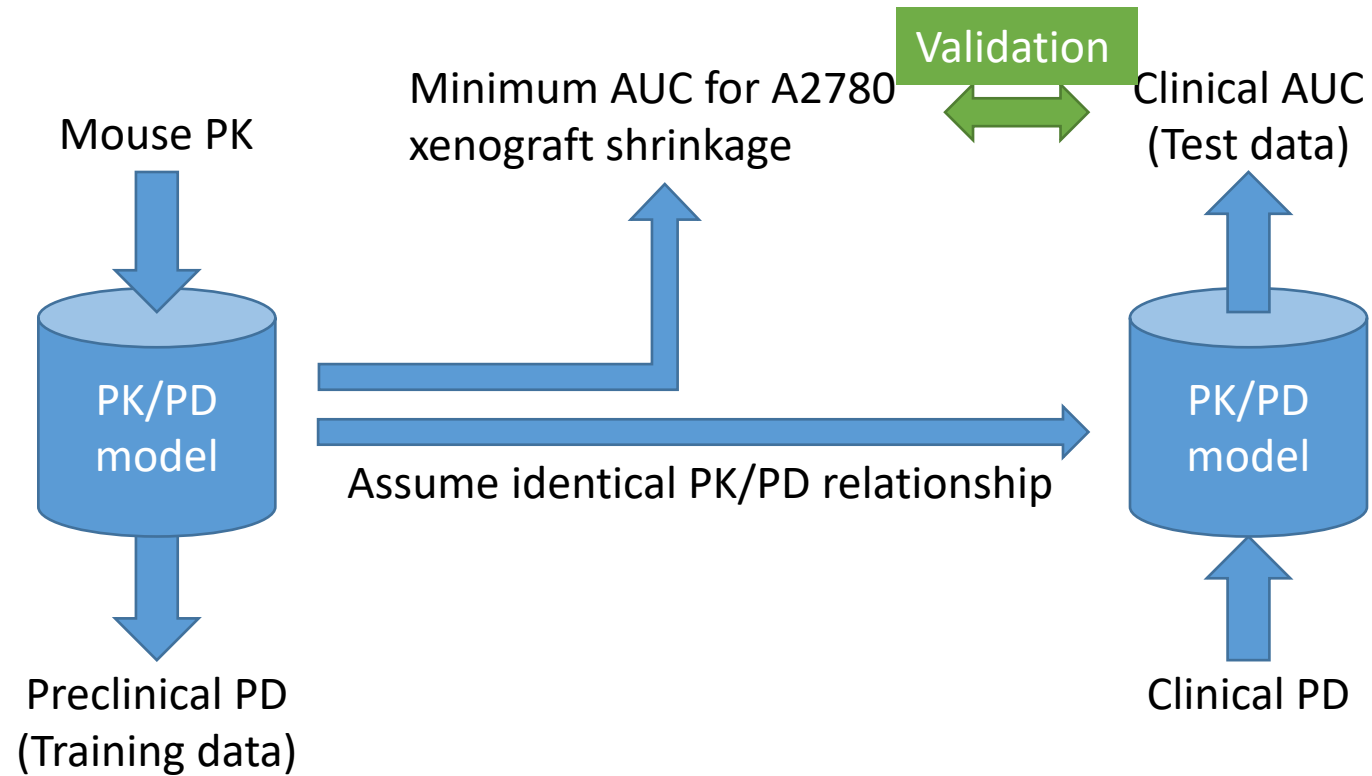 Validation
Minimum AUC for A2780
xenograft shrinkage
Clinical AUC
(Test data)
Mouse PK
PK/PD
model
PK/PD
model
Assume identical PK/PD relationship
Preclinical PD
(Training data)
Clinical PD